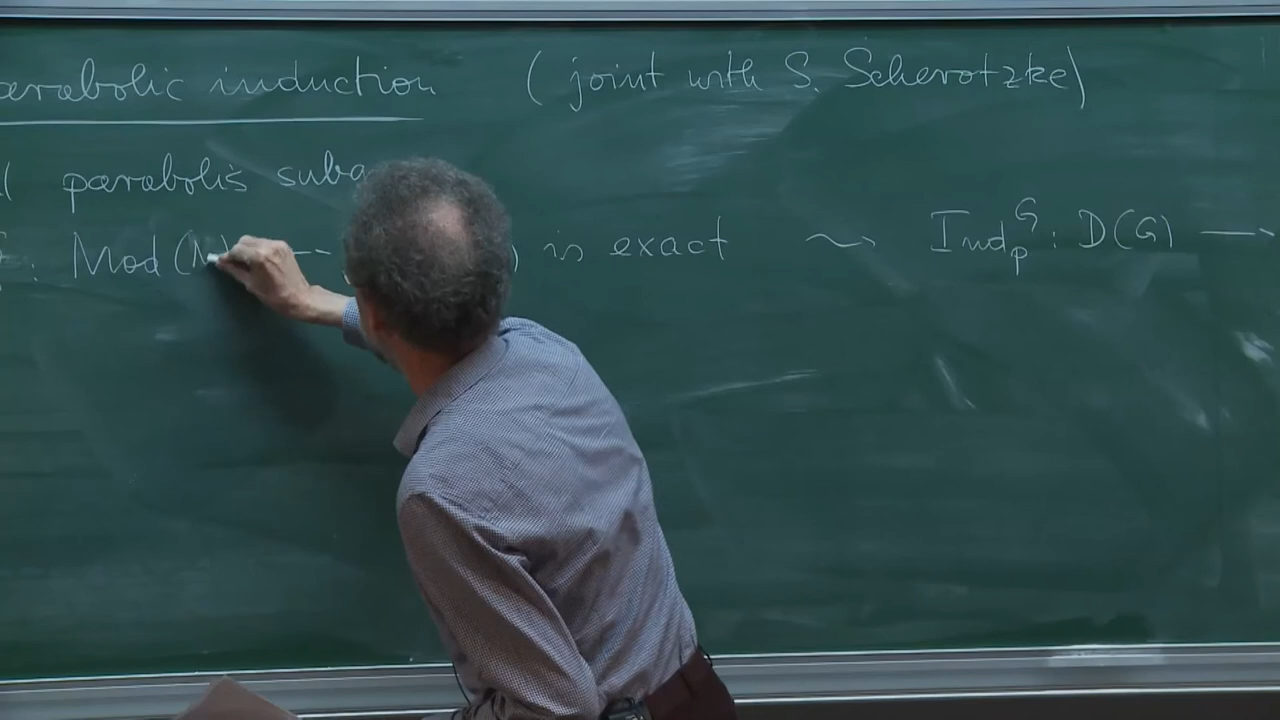 arabolic induction (joint with S. Scherotzke)
parabolic suba
: Mod (M) → ) is exact ⤳ Ind_P^G : D(G) ⟶